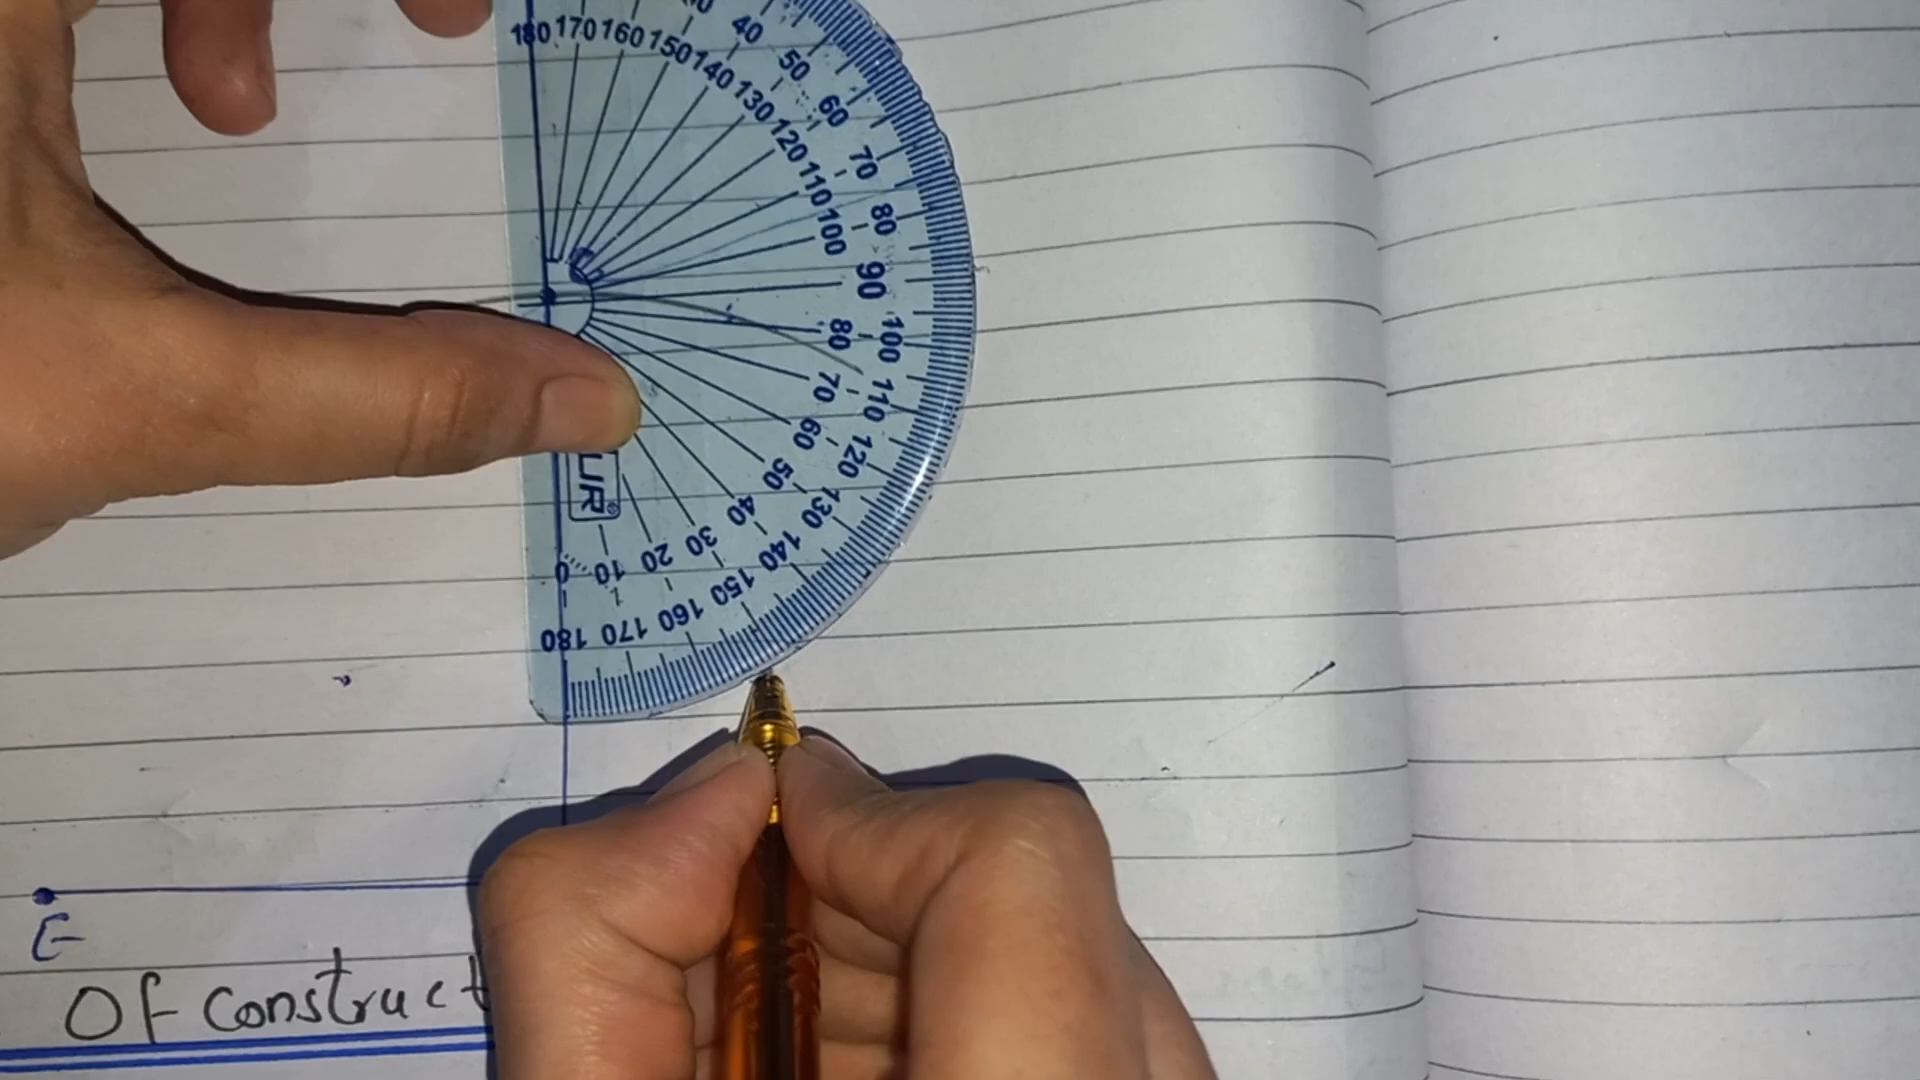 180 170 160 150 140 130 120 110 100 80 70 60 50 40 30 20 10 0
40 50 60 70 80 90 100 110 120 130 140 150 160 170 180
UR®
C
E
Of construct